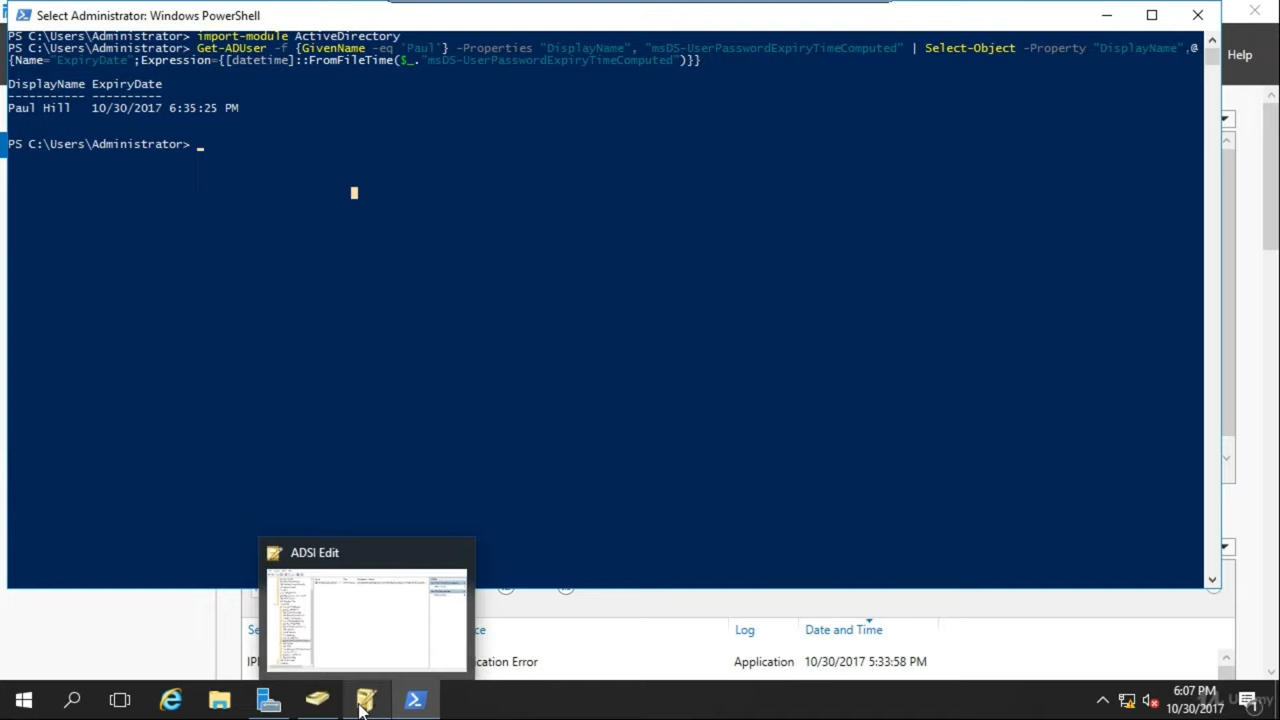 Select Administrator: Windows PowerShell
PS C:\Users\Administrator> import-module ActiveDirectory
PS C:\Users\Administrator> Get-ADUser -f {GivenName -eq 'Paul'} -Properties "DisplayName", "msDS-UserPasswordExpiryTimeComputed" | Select-Object -Property "DisplayName",@
{Name="ExpiryDate";Expression={[datetime]::FromFileTime($_."msDS-UserPasswordExpiryTimeComputed")}}
Help
DisplayName ExpiryDate
----------- ----------
Paul Hill 10/30/2017 6:35:25 PM
PS C:\Users\Administrator>
ADSI Edit
Log
Date and Time
Application
10/30/2017 5:33:58 PM
6:07 PM
10/30/2017
Udemy